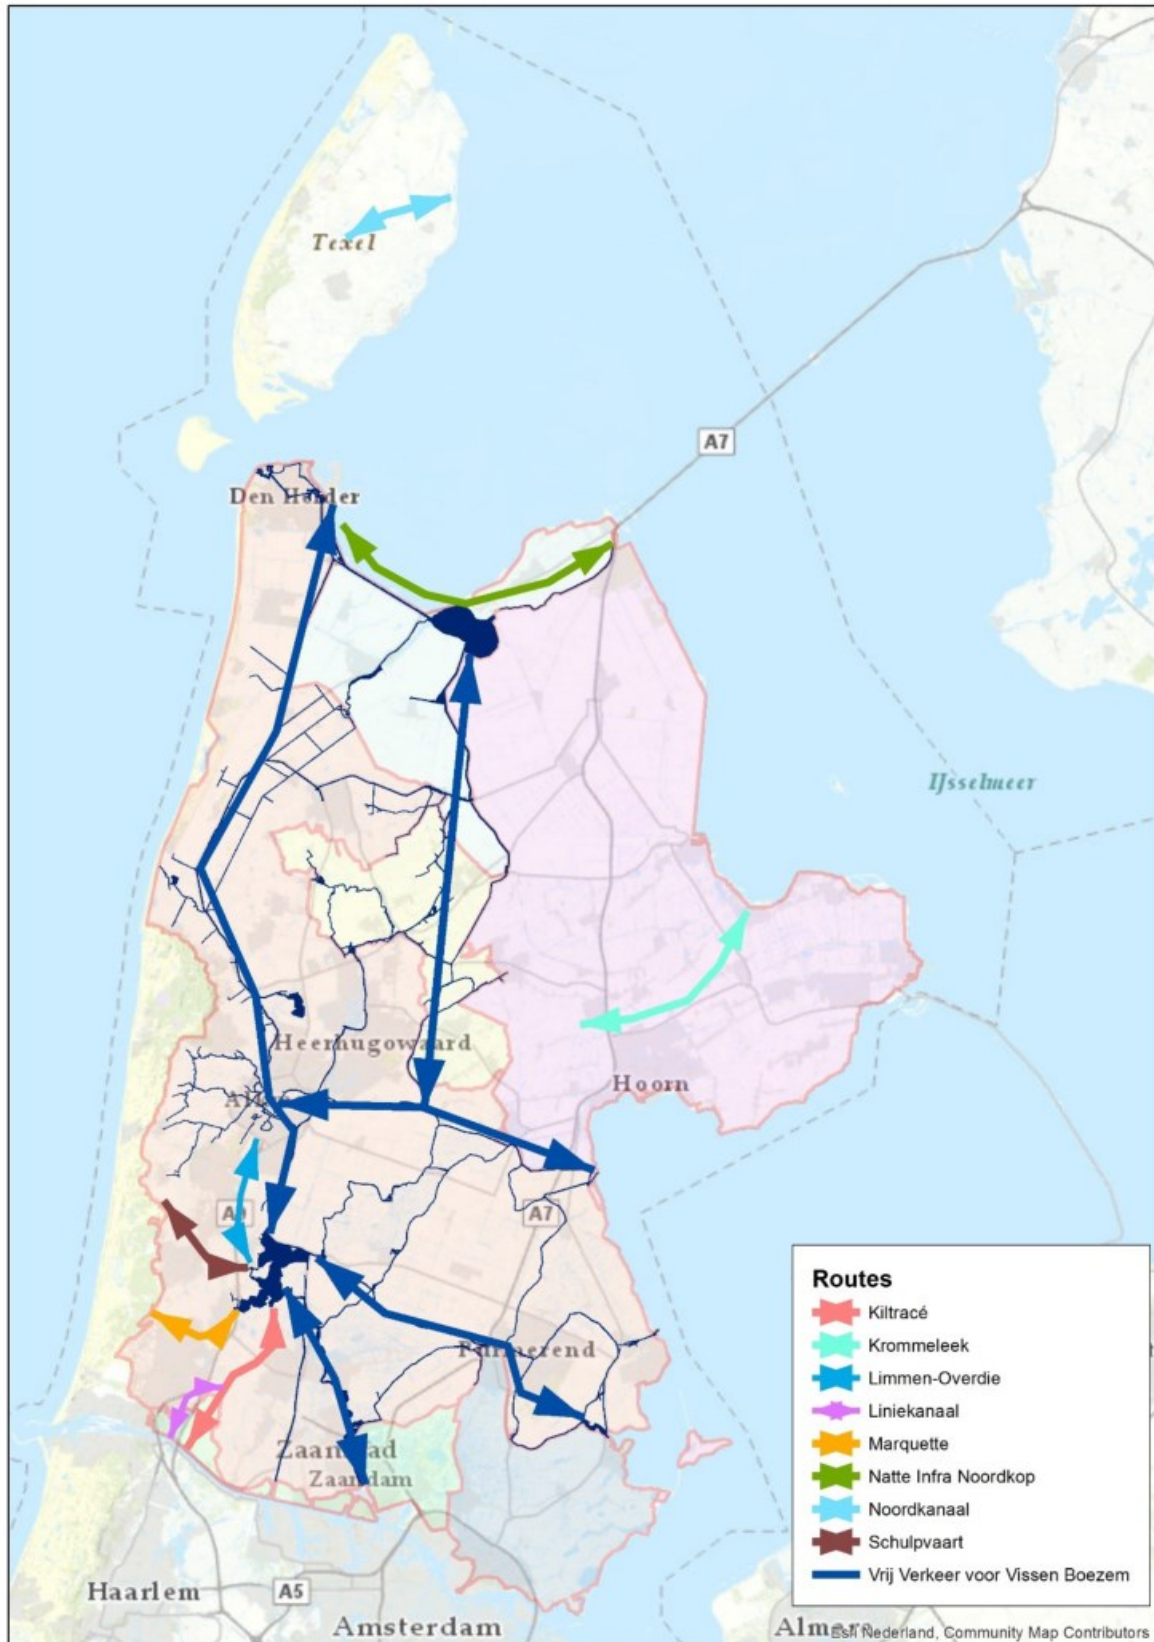 Texel
A7
Den Helder
IJsselmeer
Heerhugowaard
Hoorn
A9
A7
Purmerend
Zaanstad
Zaandam
Haarlem
A5
Amsterdam
Routes
Kiltracé
Krommeleek
Limmen-Overdie
Liniekanaal
Marquette
Natte Infra Noordkop
Noordkanaal
Schulpvaart
Vrij Verkeer voor Vissen Boezem
Almere
Esri Nederland, Community Map Contributors